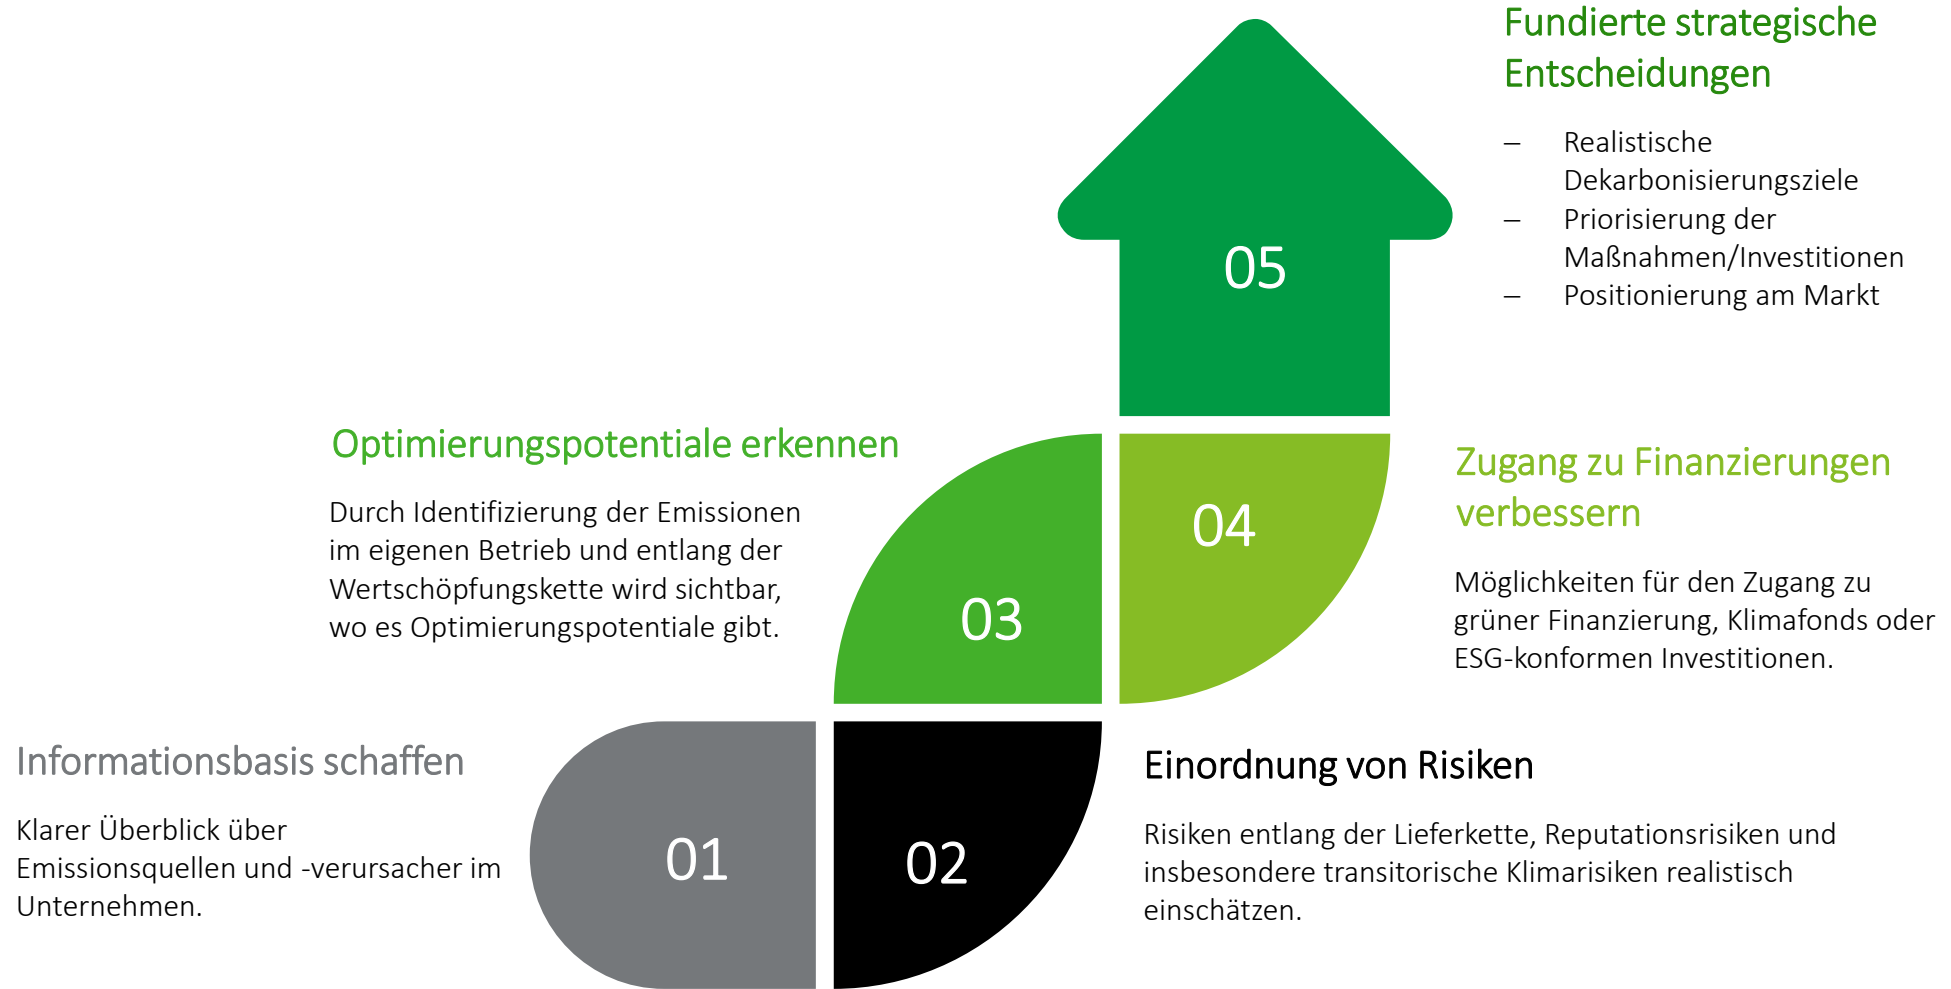 Informationsbasis schaffen
Klarer Überblick über
Emissionsquellen und -verursacher im
Unternehmen.
01
02
Einordnung von Risiken
Risiken entlang der Lieferkette, Reputationsrisiken und
insbesondere transitorische Klimarisiken realistisch
einschätzen.
Optimierungspotentiale erkennen
Durch Identifizierung der Emissionen
im eigenen Betrieb und entlang der
Wertschöpfungskette wird sichtbar,
wo es Optimierungspotentiale gibt.
03
04
Zugang zu Finanzierungen
verbessern
Möglichkeiten für den Zugang zu
grüner Finanzierung, Klimafonds oder
ESG-konformen Investitionen.
05
Fundierte strategische
Entscheidungen
– Realistische
Dekarbonisierungsziele
– Priorisierung der
Maßnahmen/Investitionen
– Positionierung am Markt